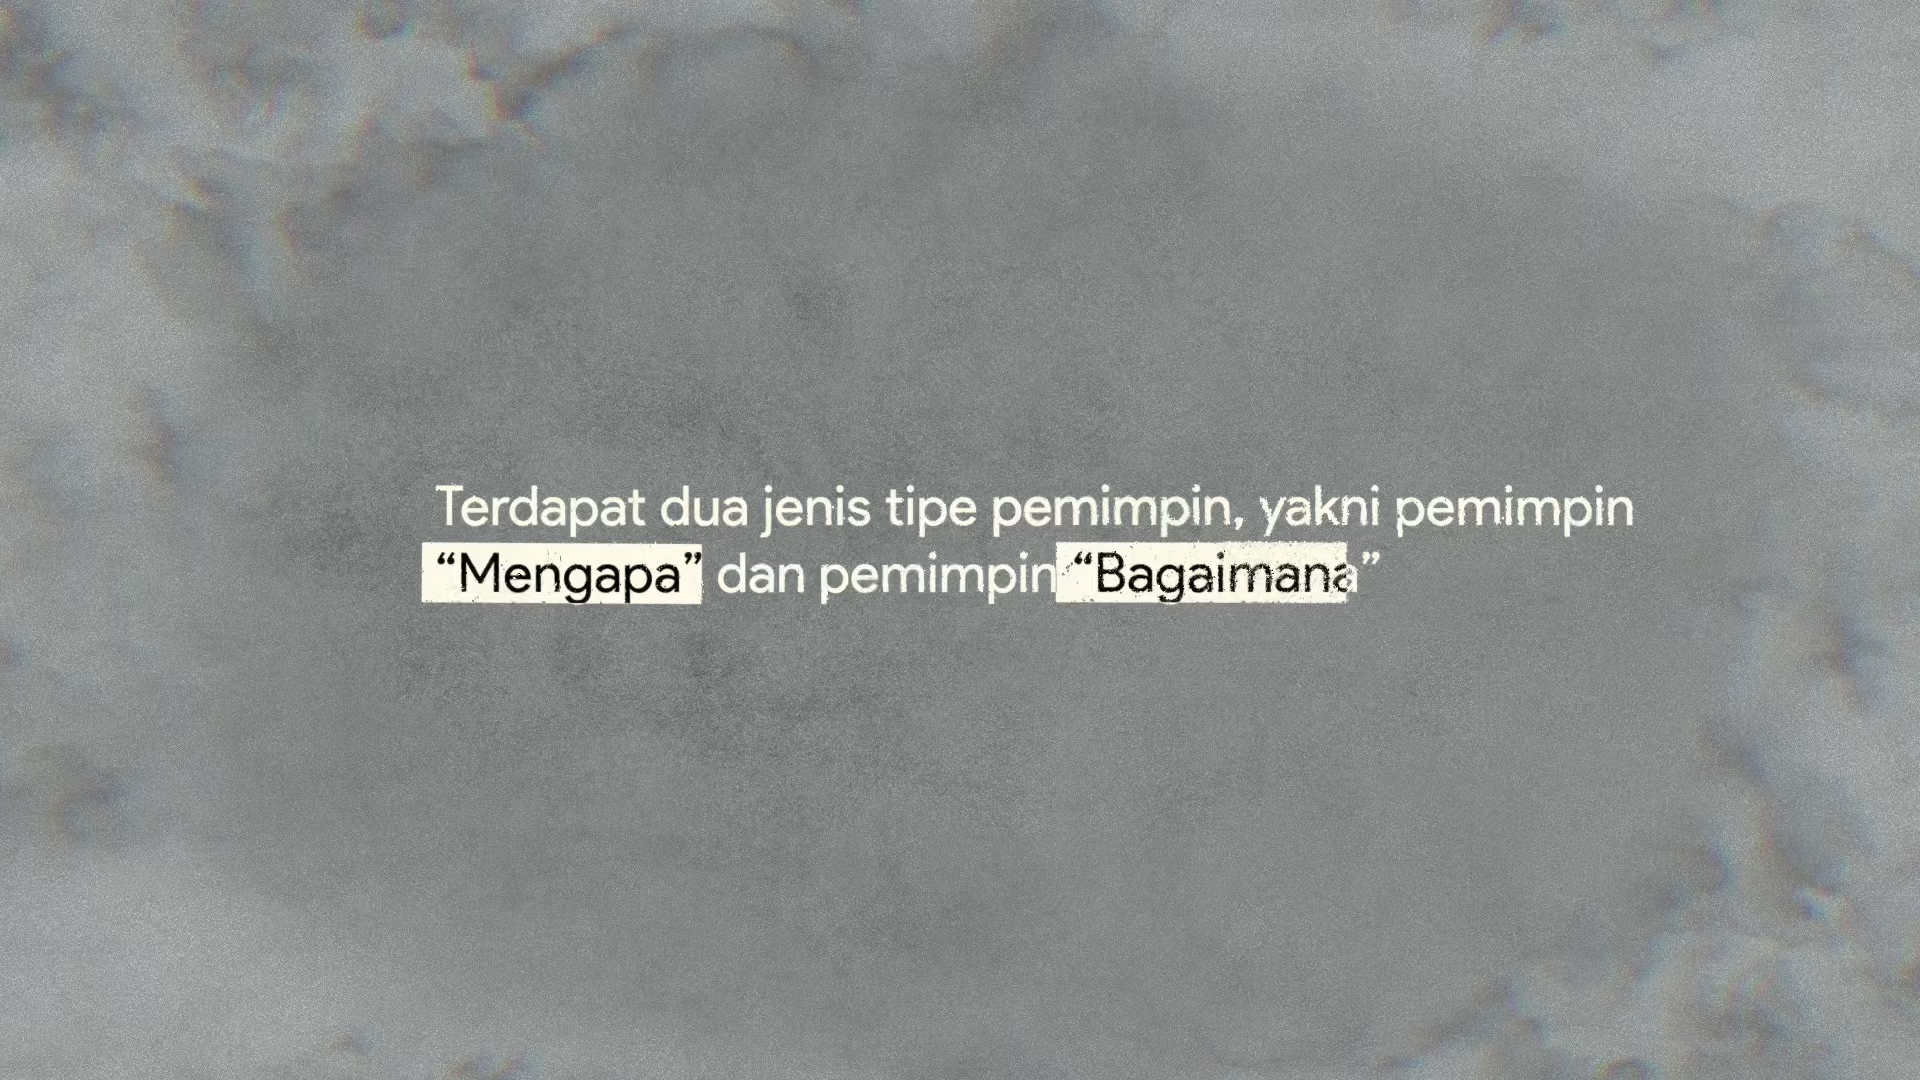 Terdapat dua jenis tipe pemimpin, yakni pemimpin
“Mengapa” dan pemimpin “Bagaimana”